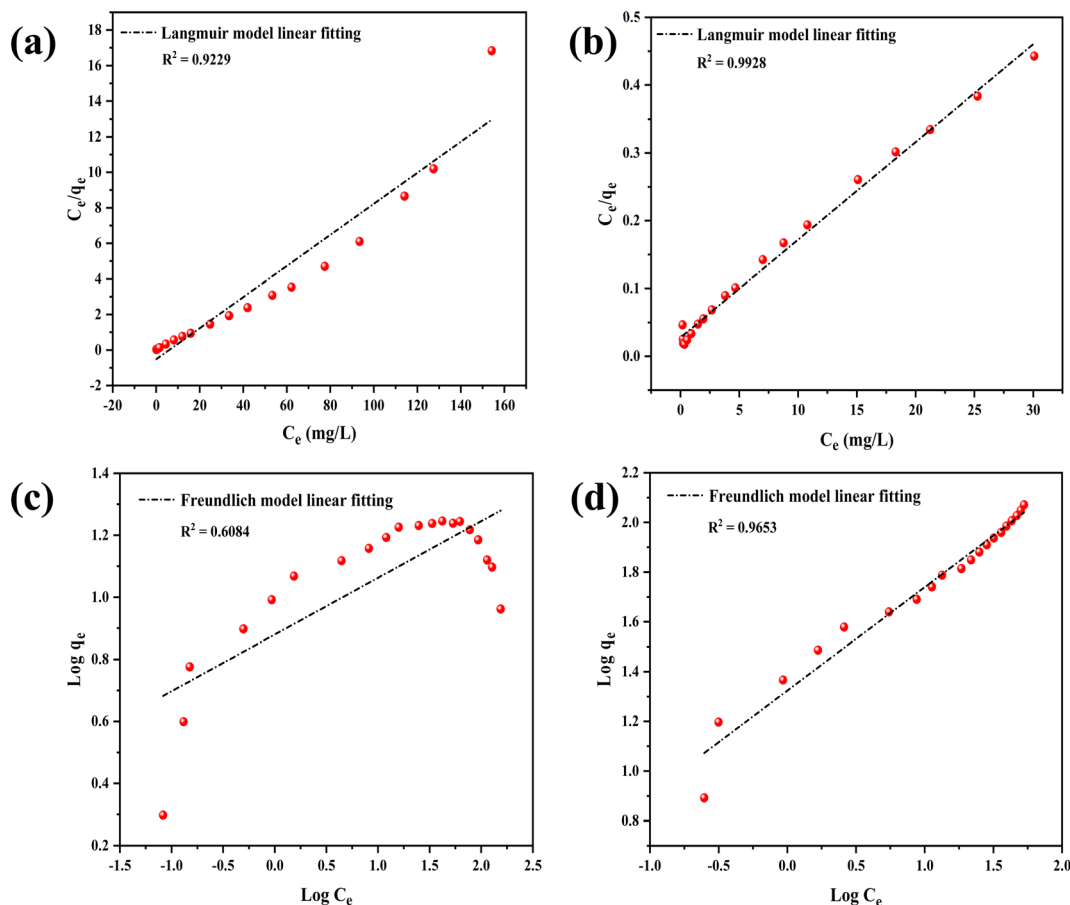 (a)
Langmuir model linear fitting
R² = 0.9229
18
16
14
12
10
8
6
4
2
0
-2
-20 0 20 40 60 80 100 120 140 160
Cₑ/qₑ
Cₑ (mg/L)
(b)
Langmuir model linear fitting
R² = 0.9928
0.5
0.4
0.3
0.2
0.1
0.0
0 5 10 15 20 25 30
Cₑ/qₑ
Cₑ (mg/L)
(c)
Freundlich model linear fitting
R² = 0.6084
1.4
1.2
1.0
0.8
0.6
0.4
0.2
-1.5 -1.0 -0.5 0.0 0.5 1.0 1.5 2.0 2.5
Log qₑ
Log Cₑ
(d)
Freundlich model linear fitting
R² = 0.9653
2.2
2.0
1.8
1.6
1.4
1.2
1.0
0.8
-1.0 -0.5 0.0 0.5 1.0 1.5 2.0
Log qₑ
Log Cₑ